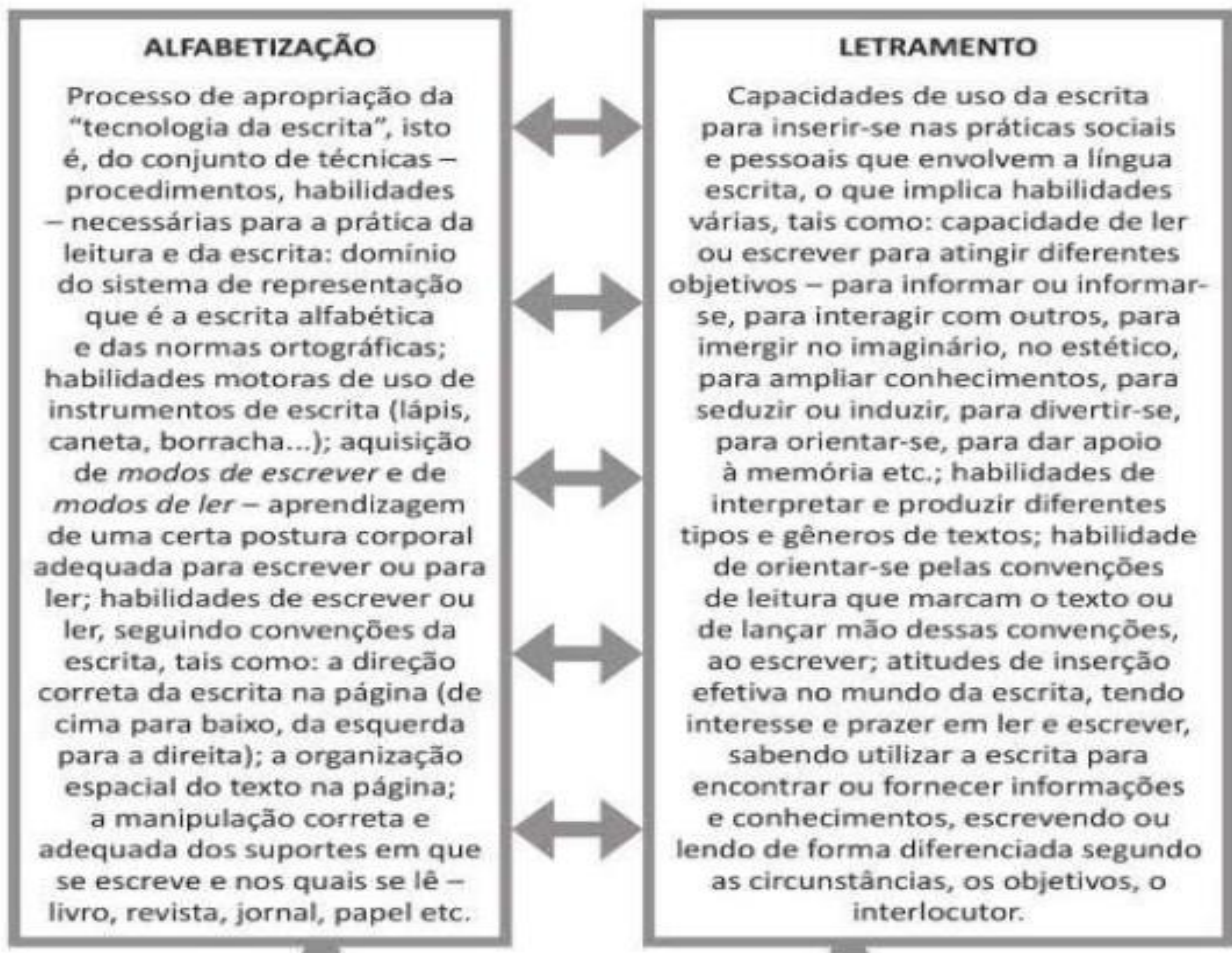 ALFABETIZAÇÃO
Processo de apropriação da
“tecnologia da escrita”, isto
é, do conjunto de técnicas –
procedimentos, habilidades
– necessárias para a prática da
leitura e da escrita: domínio
do sistema de representação
que é a escrita alfabética
e das normas ortográficas;
habilidades motoras de uso de
instrumentos de escrita (lápis,
caneta, borracha...); aquisição
de modos de escrever e de
modos de ler – aprendizagem
de uma certa postura corporal
adequada para escrever ou para
ler; habilidades de escrever ou
ler, seguindo convenções da
escrita, tais como: a direção
correta da escrita na página (de
cima para baixo, da esquerda
para a direita); a organização
espacial do texto na página;
a manipulação correta e
adequada dos suportes em que
se escreve e nos quais se lê –
livro, revista, jornal, papel etc.
LETRAMENTO
Capacidades de uso da escrita
para inserir-se nas práticas sociais
e pessoais que envolvem a língua
escrita, o que implica habilidades
várias, tais como: capacidade de ler
ou escrever para atingir diferentes
objetivos – para informar ou informar-
se, para interagir com outros, para
imergir no imaginário, no estético,
para ampliar conhecimentos, para
seduzir ou induzir, para divertir-se,
para orientar-se, para dar apoio
à memória etc.; habilidades de
interpretar e produzir diferentes
tipos e gêneros de textos; habilidade
de orientar-se pelas convenções
de leitura que marcam o texto ou
de lançar mão dessas convenções,
ao escrever; atitudes de inserção
efetiva no mundo da escrita, tendo
interesse e prazer em ler e escrever,
sabendo utilizar a escrita para
encontrar ou fornecer informações
e conhecimentos, escrevendo ou
lendo de forma diferenciada segundo
as circunstâncias, os objetivos, o
interlocutor.